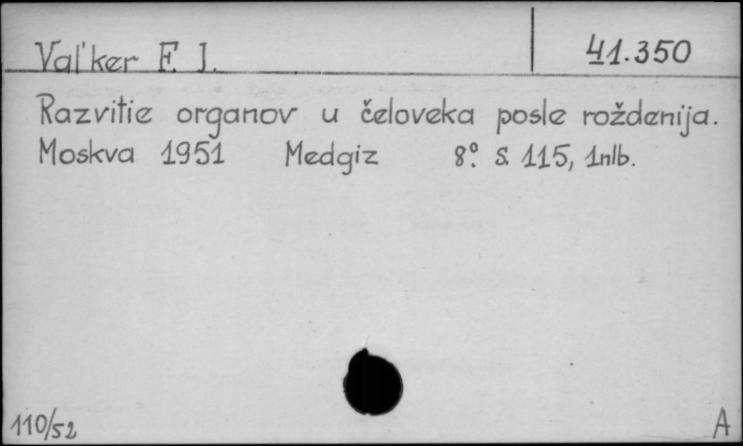 Val'ker F. I. 41.350
Razvitie organov u čeloveka posle roždenija.
Moskva 1951 Medgiz 8° S. 115, 1nlb.
110/52 A